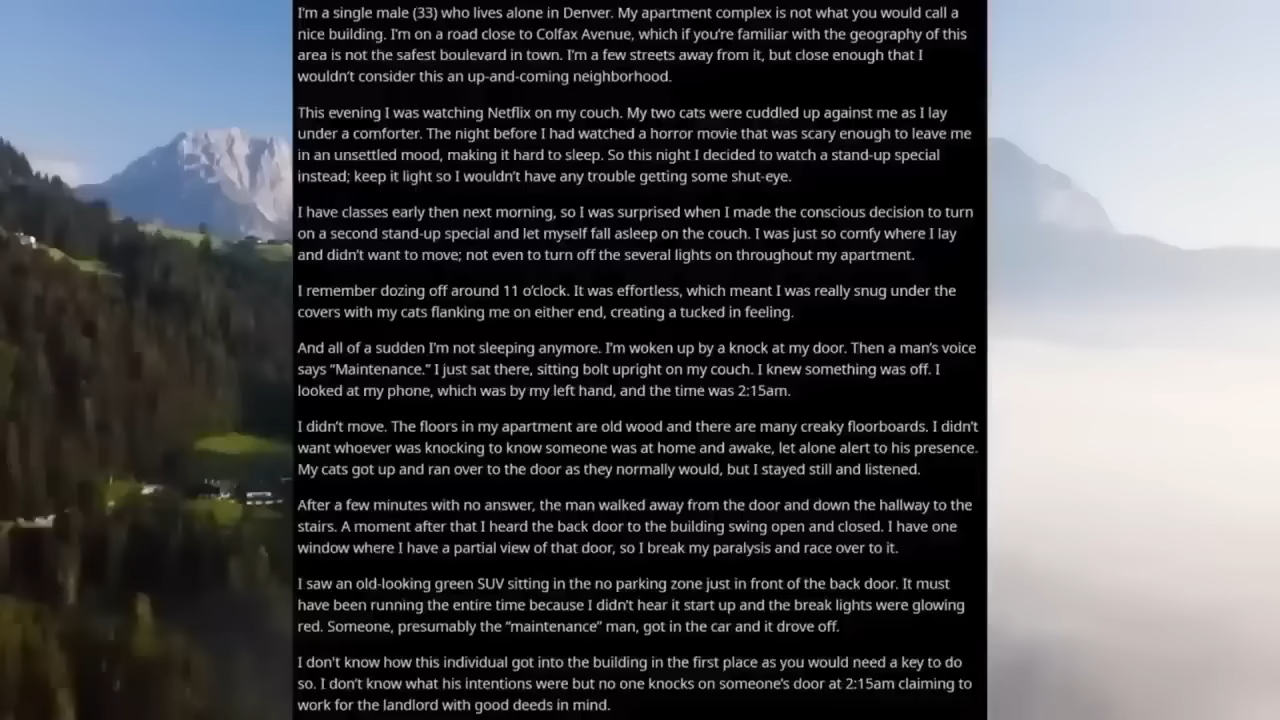 I'm a single male (33) who lives alone in Denver. My apartment complex is not what you would call a
nice building. I'm on a road close to Colfax Avenue, which if you're familiar with the geography of this
area is not the safest boulevard in town. I'm a few streets away from it, but close enough that I
wouldn't consider this an up-and-coming neighborhood.
This evening I was watching Netflix on my couch. My two cats were cuddled up against me as I lay
under a comforter. The night before I had watched a horror movie that was scary enough to leave me
in an unsettled mood, making it hard to sleep. So this night I decided to watch a stand-up special
instead; keep it light so I wouldn't have any trouble getting some shut-eye.
I have classes early then next morning, so I was surprised when I made the conscious decision to turn
on a second stand-up special and let myself fall asleep on the couch. I was just so comfy where I lay
and didn't want to move; not even to turn off the several lights on throughout my apartment.
I remember dozing off around 11 o'clock. It was effortless, which meant I was really snug under the
covers with my cats flanking me on either end, creating a tucked in feeling.
And all of a sudden I'm not sleeping anymore. I'm woken up by a knock at my door. Then a man's voice
says “Maintenance.” I just sat there, sitting bolt upright on my couch. I knew something was off. I
looked at my phone, which was by my left hand, and the time was 2:15am.
I didn't move. The floors in my apartment are old wood and there are many creaky floorboards. I didn't
want whoever was knocking to know someone was at home and awake, let alone alert to his presence.
My cats got up and ran over to the door as they normally would, but I stayed still and listened.
After a few minutes with no answer, the man walked away from the door and down the hallway to the
stairs. A moment after that I heard the back door to the building swing open and closed. I have one
window where I have a partial view of that door, so I break my paralysis and race over to it.
I saw an old-looking green SUV sitting in the no parking zone just in front of the back door. It must
have been running the entire time because I didn't hear it start up and the break lights were glowing
red. Someone, presumably the “maintenance” man, got in the car and it drove off.
I don't know how this individual got into the building in the first place as you would need a key to do
so. I don't know what his intentions were but no one knocks on someone's door at 2:15am claiming to
work for the landlord with good deeds in mind.